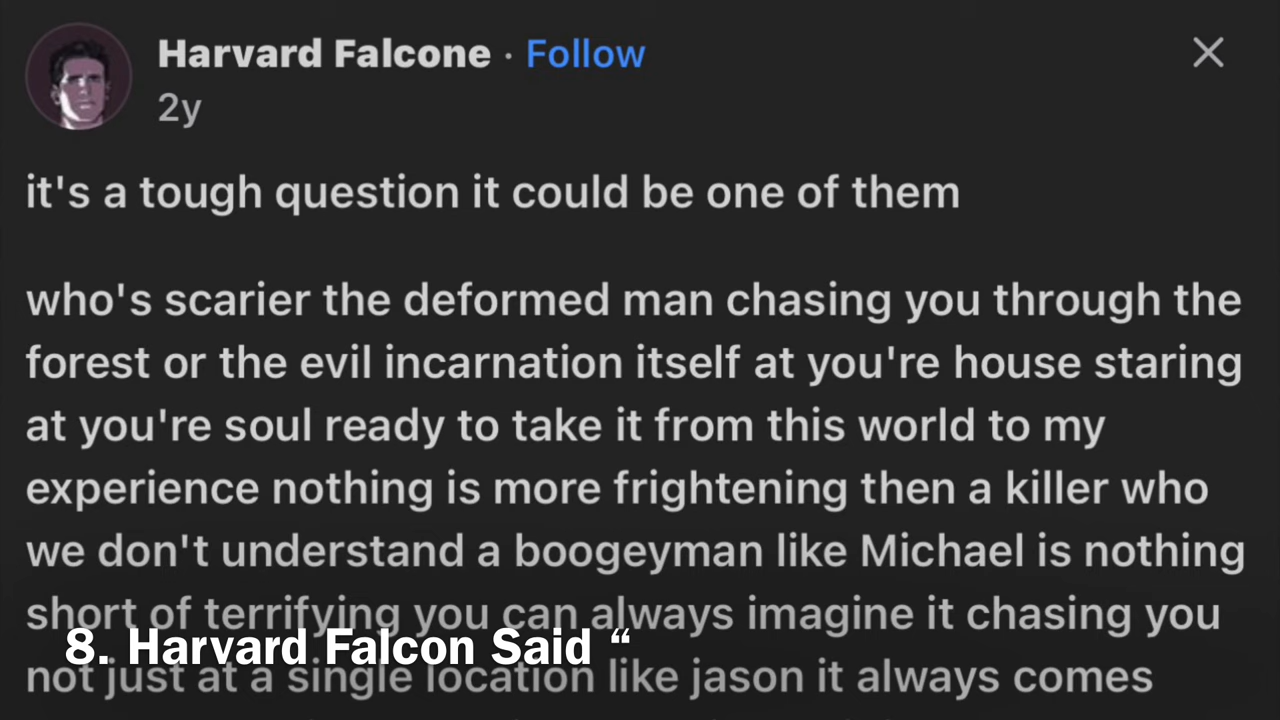 Harvard Falcone · Follow
2y
it's a tough question it could be one of them
who's scarier the deformed man chasing you through the
forest or the evil incarnation itself at you're house staring
at you're soul ready to take it from this world to my
experience nothing is more frightening then a killer who
we don't understand a boogeyman like Michael is nothing
short of terrifying you can always imagine it chasing you
8. Harvard Falcon Said “
not just at a single location like jason it always comes